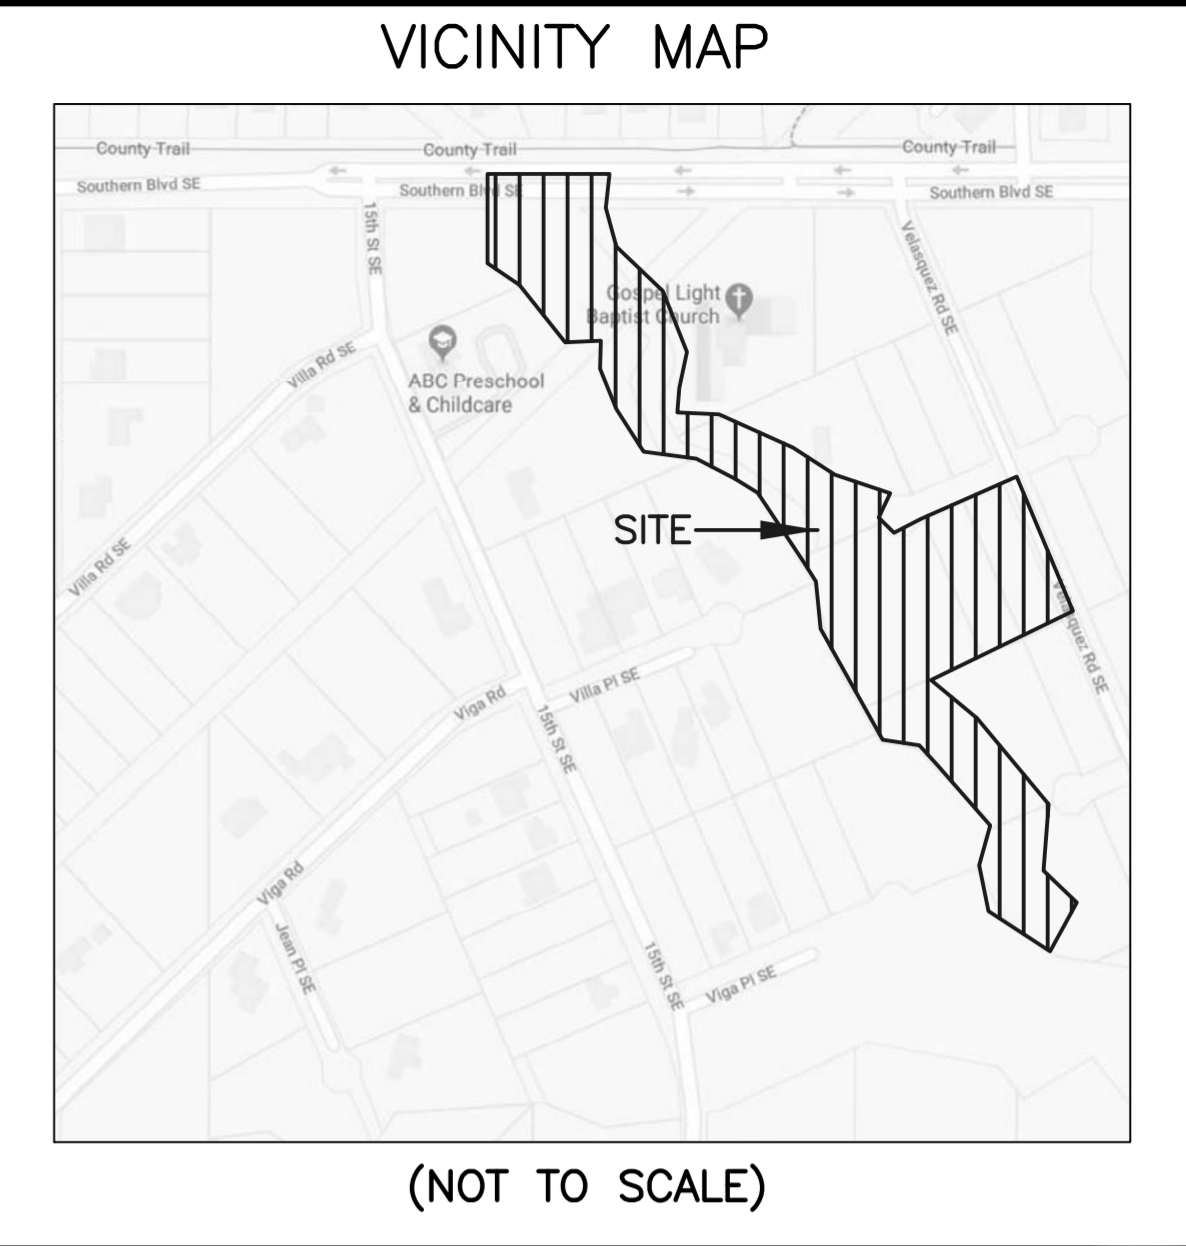 VICINITY MAP
County Trail
County Trail
County Trail
Southern Blvd SE
Southern Blvd SE
Southern Blvd SE
15th St SE
Velasquez Rd SE
Gospel Light
Baptist Church
Villa Rd SE
ABC Preschool
& Childcare
SITE
Villa Rd SE
Velasquez Rd SE
Villa Pl SE
Viga Rd
15th St SE
Viga Rd
Jean Pl SE
15th St SE
Viga Pl SE
(NOT TO SCALE)